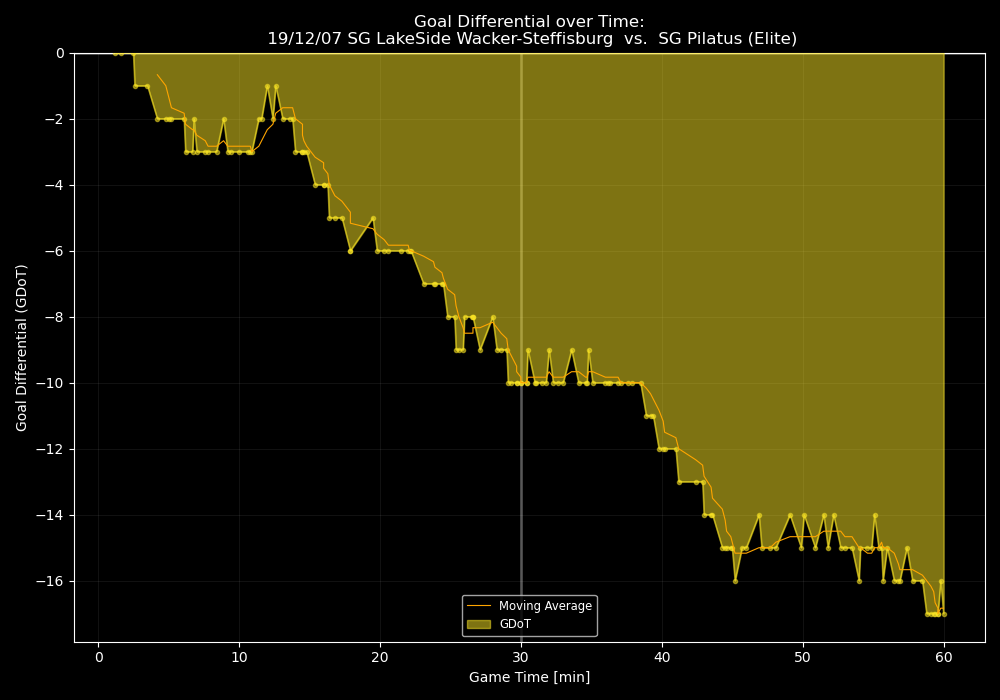 Goal Differential over Time:
19/12/07 SG LakeSide Wacker-Steffisburg  vs.  SG Pilatus (Elite)
Goal Differential (GDoT)
0
−2
−4
−6
−8
−10
−12
−14
−16
Moving Average
GDoT
0 10 20 30 40 50 60
Game Time [min]